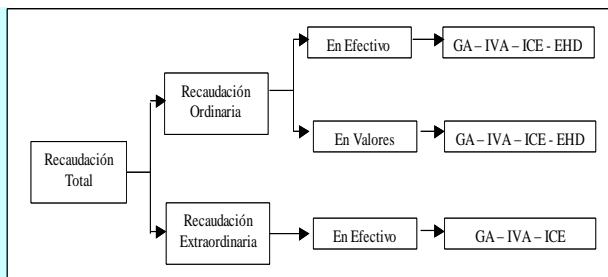 En Efectivo
GA – IVA – ICE - EHD
Recaudación
Ordinaria
En Valores
GA – IVA – ICE - EHD
Recaudación
Total
Recaudación
Extraordinaria
En Efectivo
GA – IVA – ICE